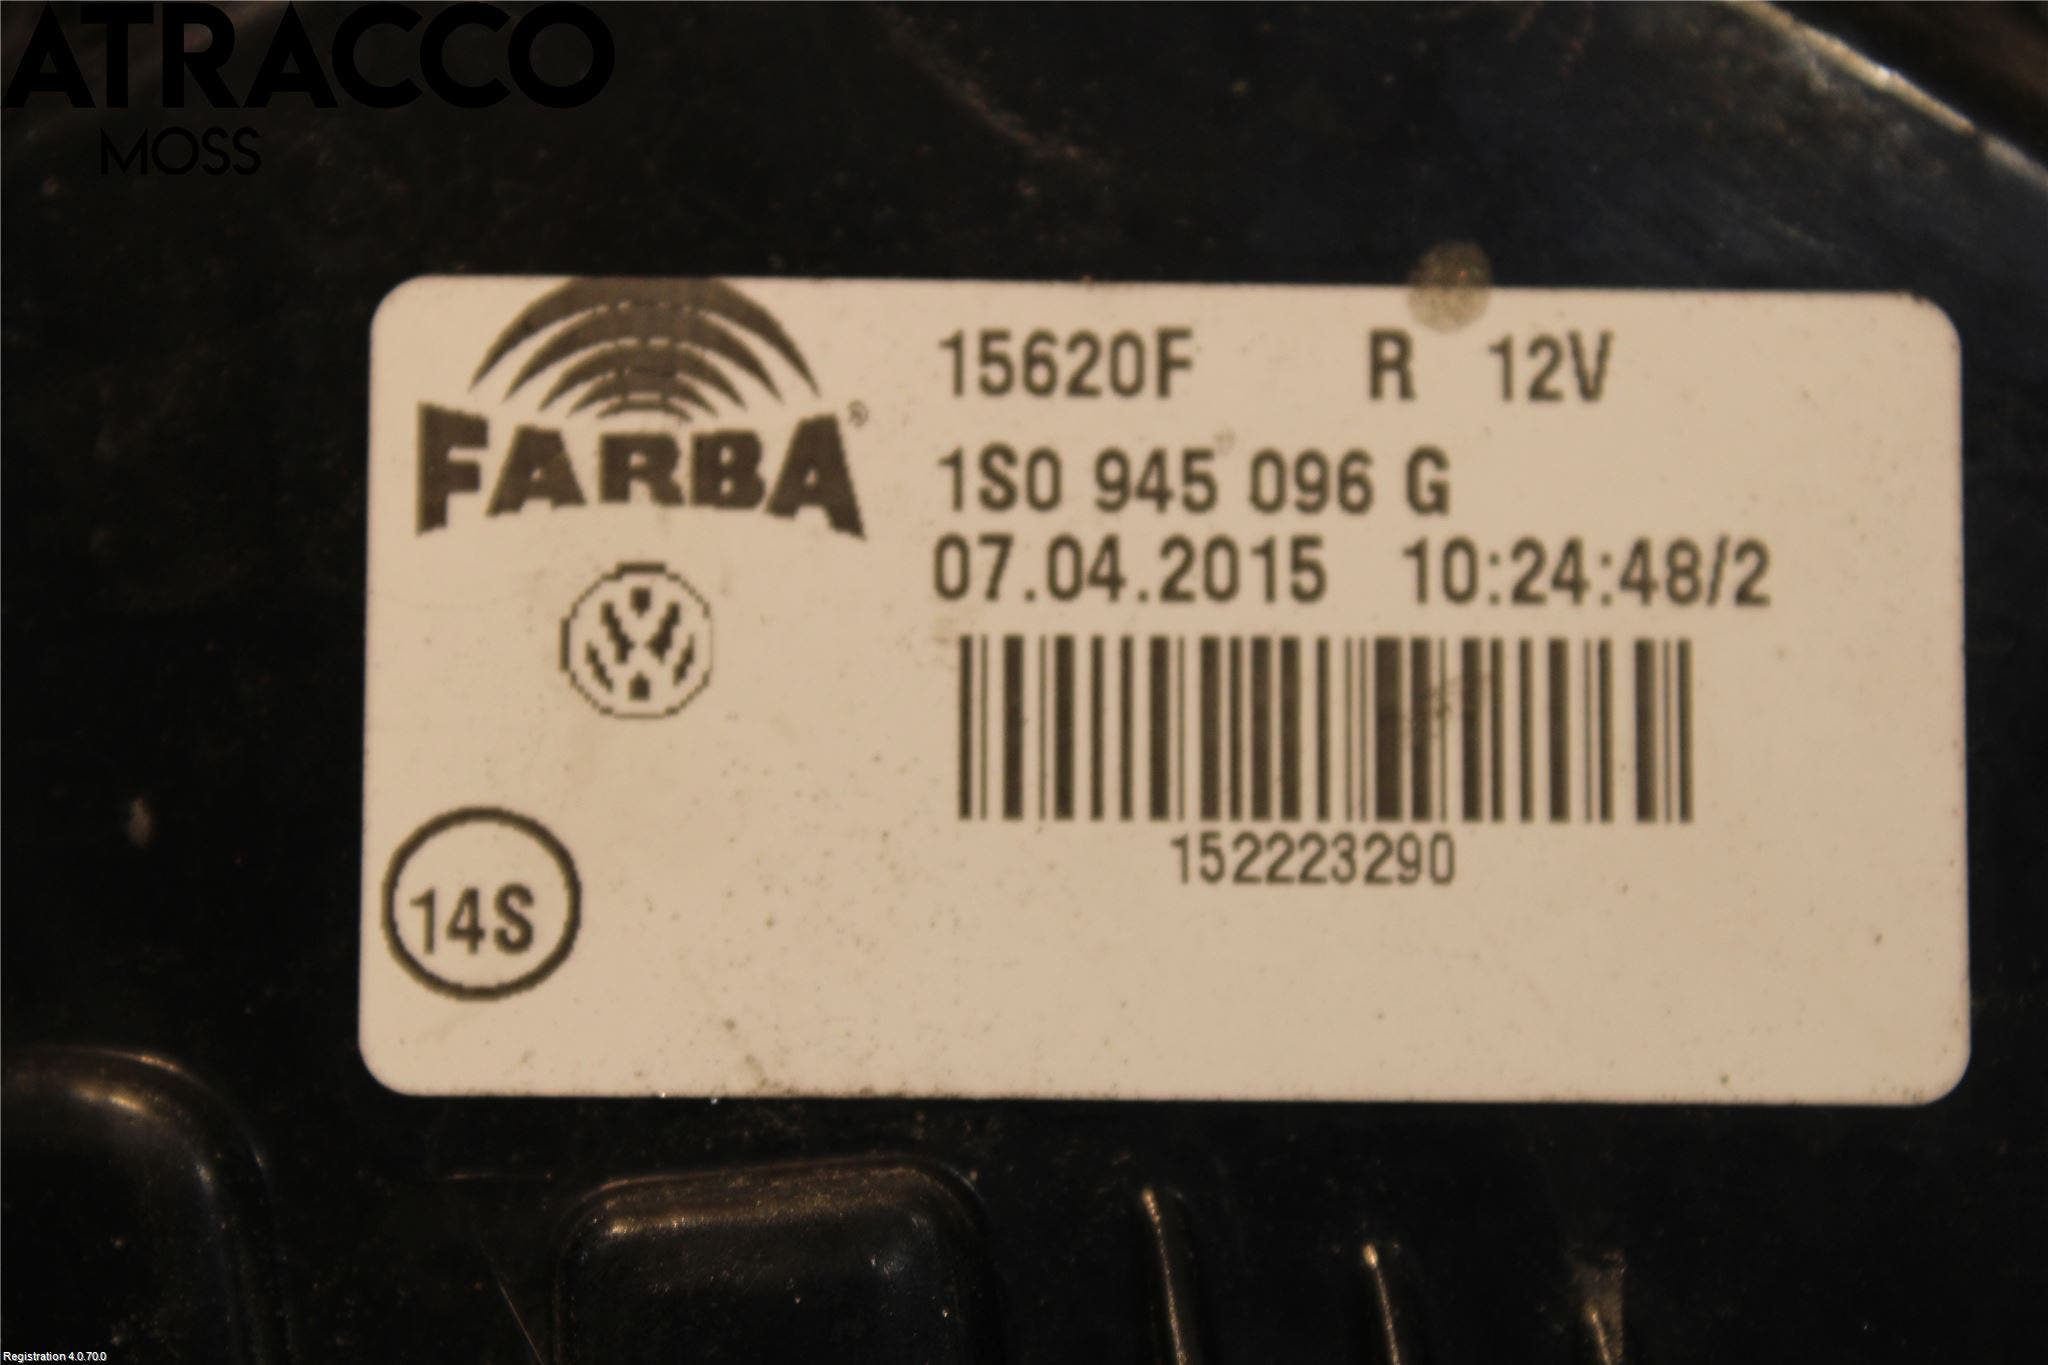 ATRACCO
MOSS
FARBA®
15620F R 12V
1S0 945 096 G
07.04.2015 10:24:48/2
152223290
14S
Registration 4.0.70.0